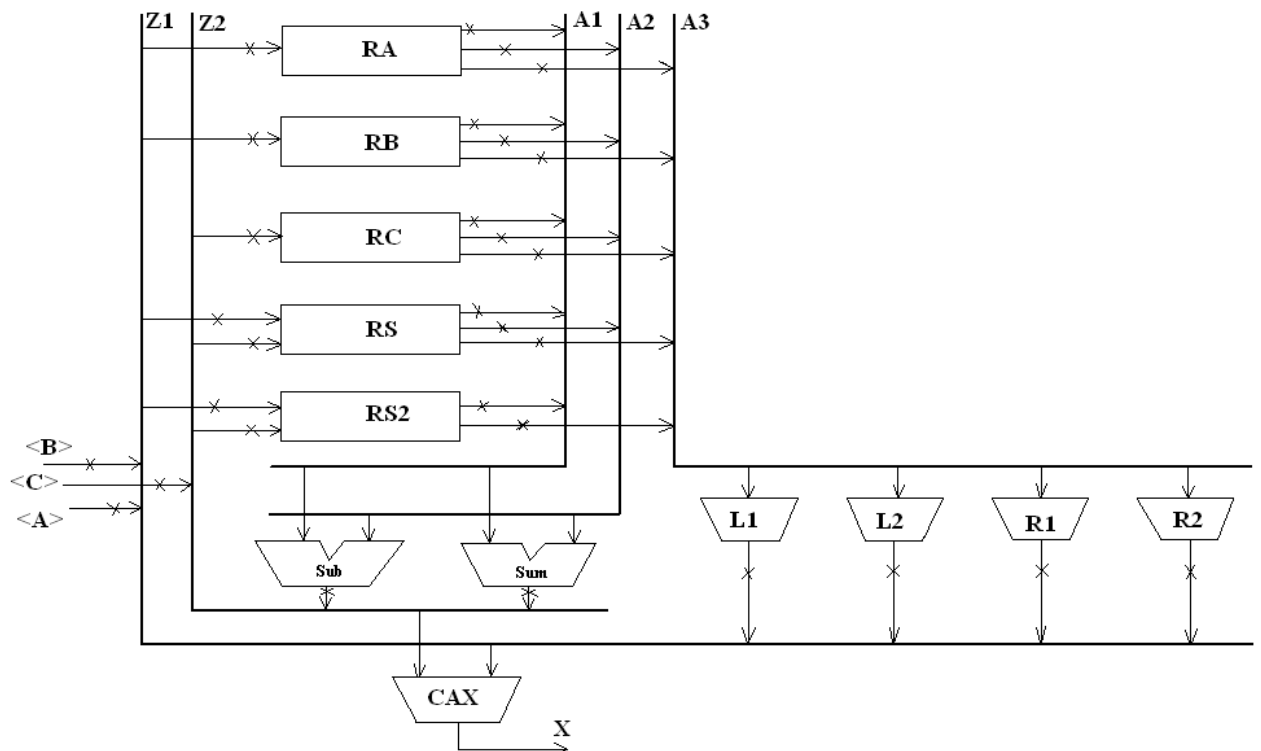 Z1 Z2 A1 A2 A3
RA
RB
RC
RS
RS2
<B>
<C>
<A>
L1 L2 R1 R2
Sub Sum
CAX
X